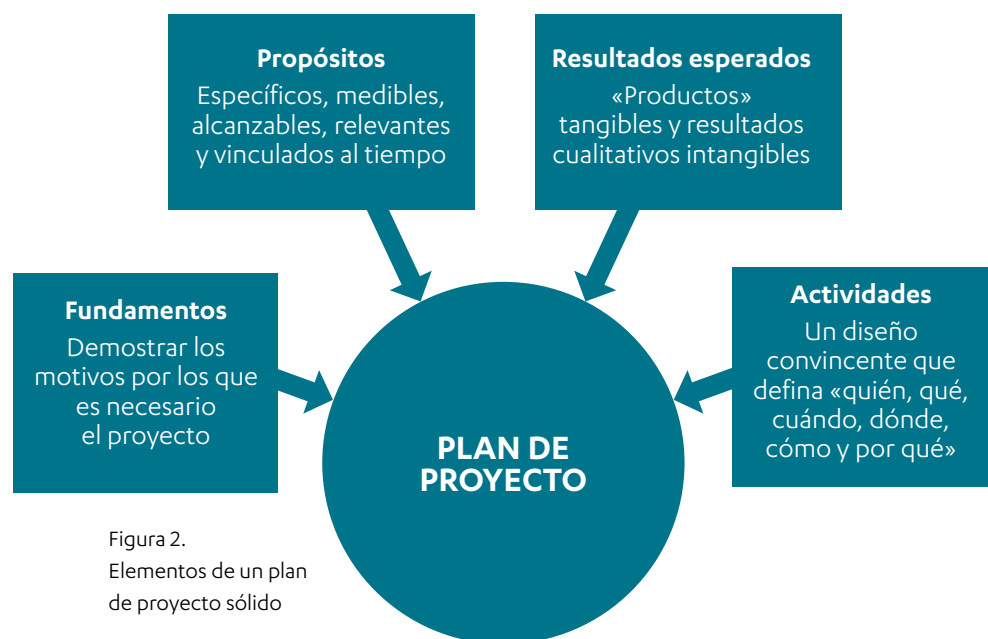 Propósitos
Específicos, medibles,
alcanzables, relevantes
y vinculados al tiempo
Resultados esperados
«Productos»
tangibles y resultados
cualitativos intangibles
Fundamentos
Demostrar los
motivos por los que
es necesario
el proyecto
Actividades
Un diseño
convincente que
defina «quién, qué,
cuándo, dónde,
cómo y por qué»
PLAN DE
PROYECTO
Figura 2.
Elementos de un plan
de proyecto sólido